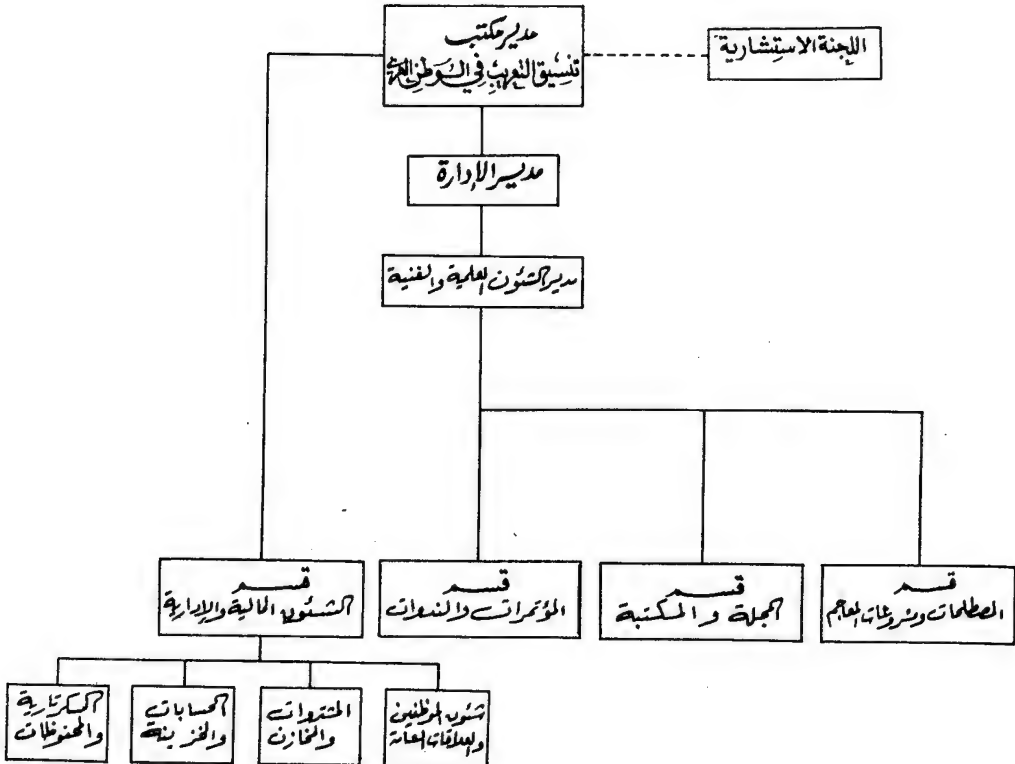 مدير مكتب
تنسيق التعريب في الوطن العربي
اللجنة الاستشارية
مدير الإدارة
مدير الشئون العلمية والفنية
قسم
المصطلحات ومشروعات المعاجم
قسم
المجلة والمكتبة
قسم
المؤتمرات والندوات
قسم
الشئون المالية والإدارية
شئون الموظفين
والعلاقات العامة
المشتروات
والمخازن
الحسابات
والخزينة
السكرتارية
والمحفوظات